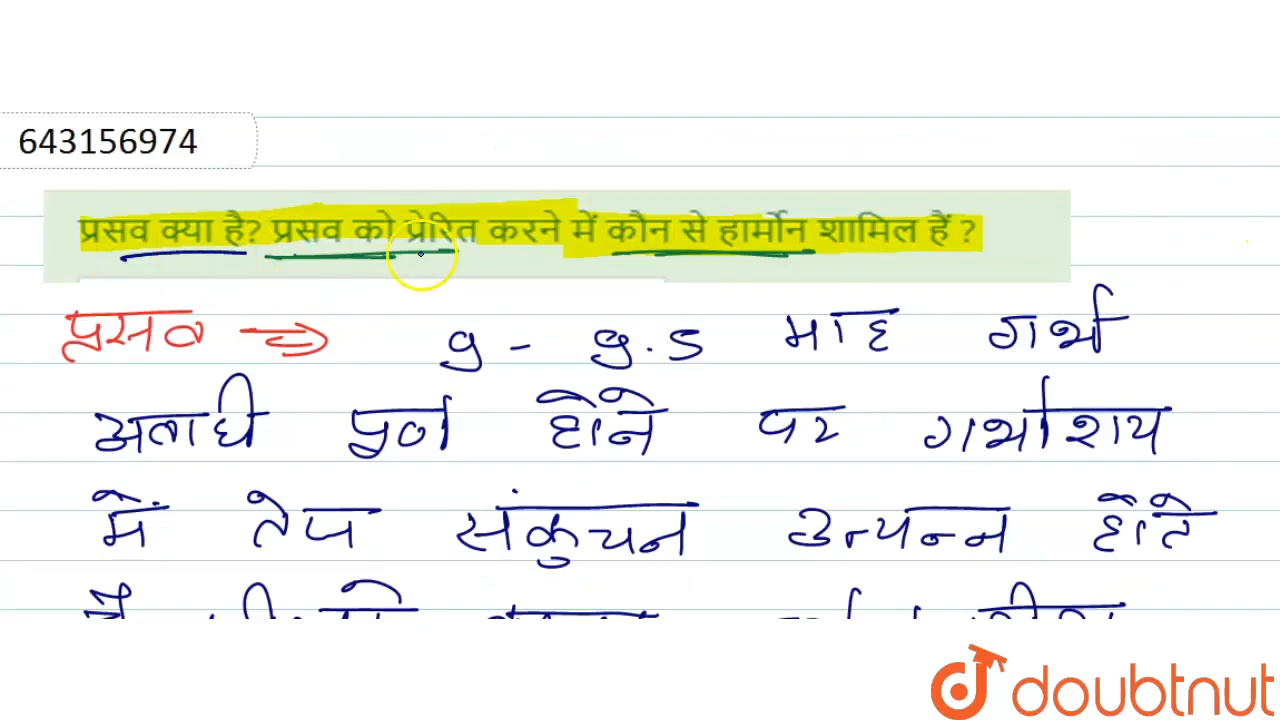 643156974
प्रसव क्या है? प्रसव को प्रेरित करने में कौन से हार्मोन शामिल हैं ?
प्रसव → 9 - 9.5 माह गर्भ
अवधी पूर्ण होने पर गर्भाशय
में तेज संकुचन उत्पन्न होते
doubtnut